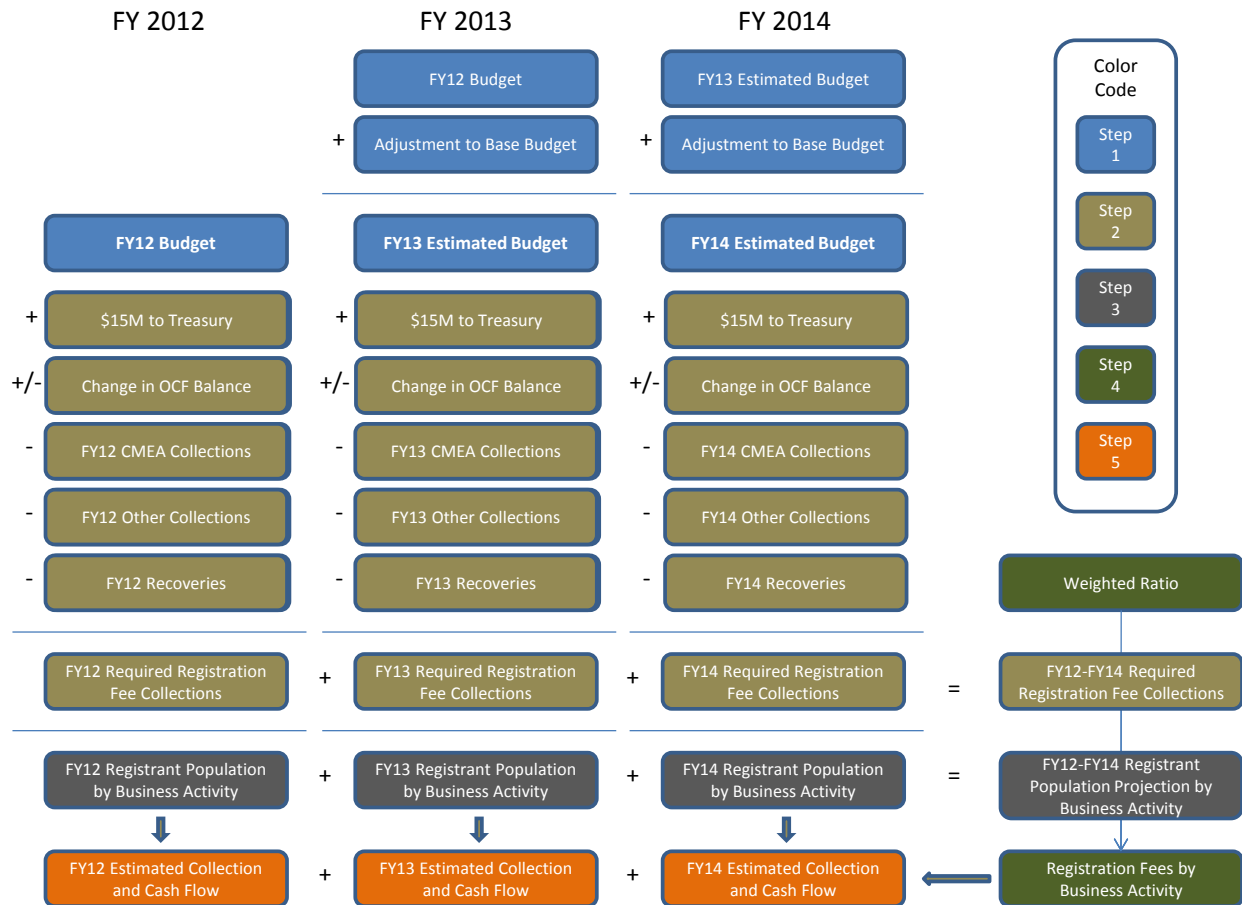 FY 2012 FY 2013 FY 2014
FY12 Budget FY13 Estimated Budget
+ Adjustment to Base Budget + Adjustment to Base Budget
FY12 Budget FY13 Estimated Budget FY14 Estimated Budget
+ $15M to Treasury + $15M to Treasury + $15M to Treasury
+/- Change in OCF Balance +/- Change in OCF Balance +/- Change in OCF Balance
- FY12 CMEA Collections - FY13 CMEA Collections - FY14 CMEA Collections
- FY12 Other Collections - FY13 Other Collections - FY14 Other Collections
- FY12 Recoveries - FY13 Recoveries - FY14 Recoveries
FY12 Required Registration
Fee Collections
+
FY13 Required Registration
Fee Collections
+
FY14 Required Registration
Fee Collections
=
FY12 Registrant Population
by Business Activity
+
FY13 Registrant Population
by Business Activity
+
FY14 Registrant Population
by Business Activity
=
FY12 Estimated Collection
and Cash Flow
+
FY13 Estimated Collection
and Cash Flow
+
FY14 Estimated Collection
and Cash Flow
Color
Code
Step
1
Step
2
Step
3
Step
4
Step
5
Weighted Ratio
FY12-FY14 Required
Registration Fee Collections
FY12-FY14 Registrant
Population Projection by
Business Activity
Registration Fees by
Business Activity